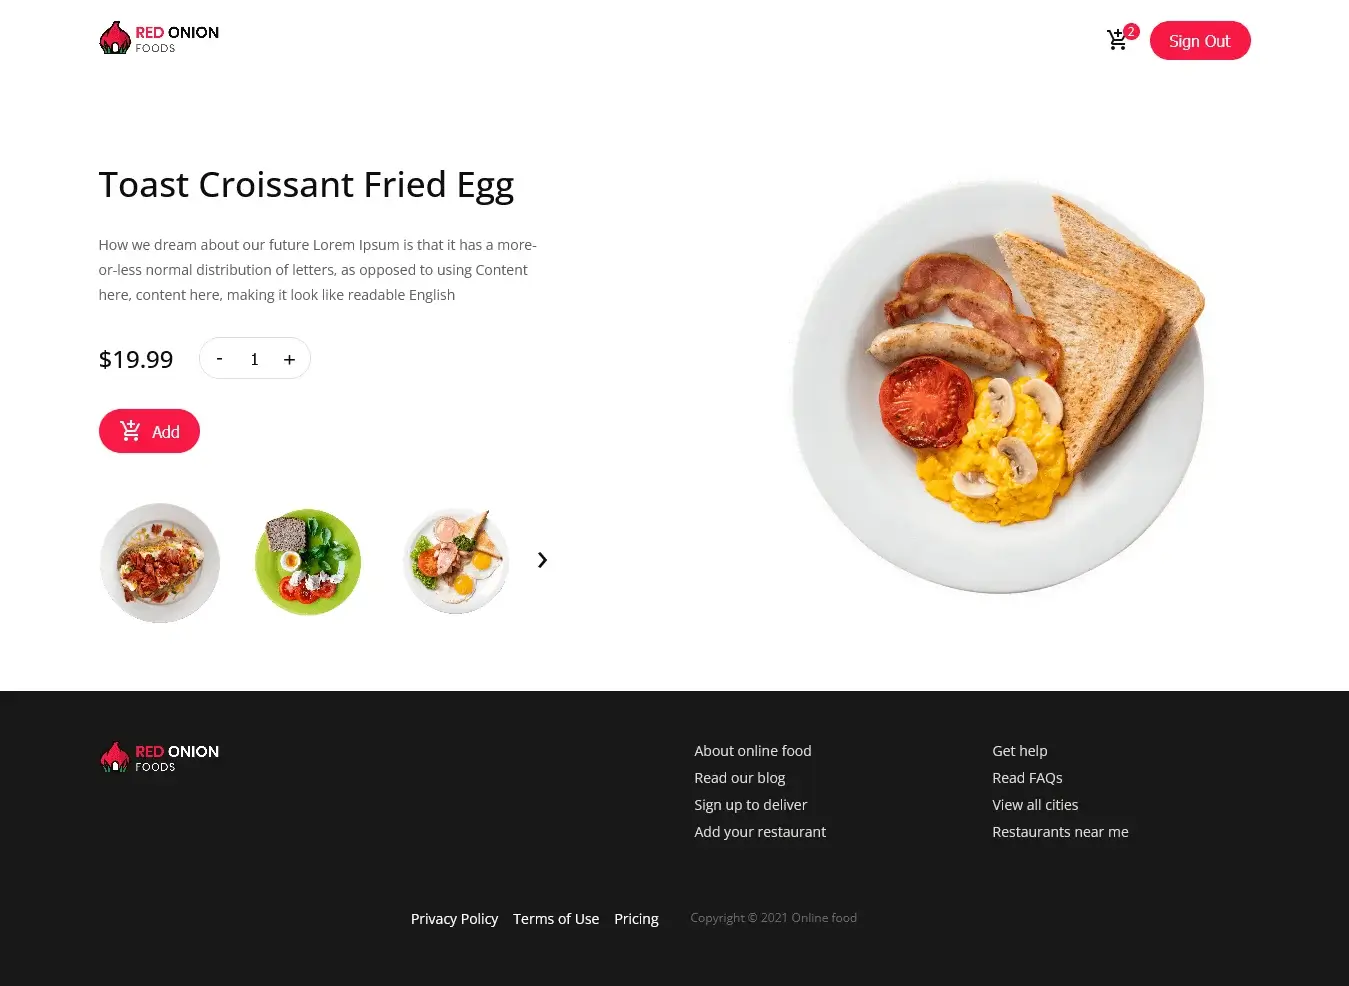 RED ONION
FOODS
2
Sign Out
Toast Croissant Fried Egg
How we dream about our future Lorem Ipsum is that it has a more-
or-less normal distribution of letters, as opposed to using Content
here, content here, making it look like readable English
$19.99
- 1 +
Add
RED ONION
FOODS
About online food
Read our blog
Sign up to deliver
Add your restaurant
Get help
Read FAQs
View all cities
Restaurants near me
Privacy Policy Terms of Use Pricing Copyright © 2021 Online food